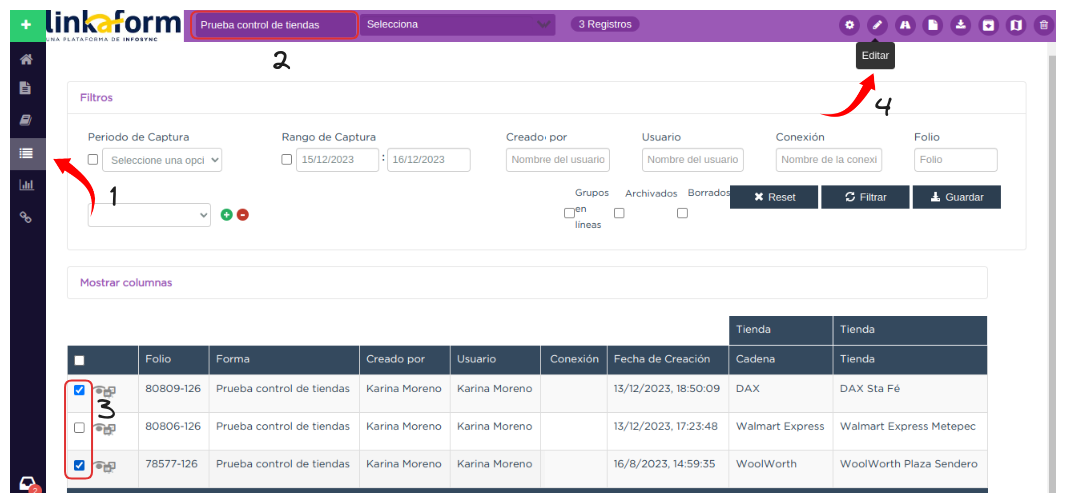 + linkaform Prueba control de tiendas Selecciona 3 Registros
UNA PLATAFORMA DE INFOSYNC
2
Editar
4
Filtros
Periodo de Captura Rango de Captura Creado por Usuario Conexión Folio
Seleccione una opci 15/12/2023 : 16/12/2023 Nombre del usuario Nombre del usuario Nombre de la conexi Folio
1
Grupos en líneas Archivados Borrados Reset Filtrar Guardar
Mostrar columnas
Tienda Tienda
Folio Forma Creado por Usuario Conexión Fecha de Creación Cadena Tienda
80809-126 Prueba control de tiendas Karina Moreno Karina Moreno 13/12/2023, 18:50:09 DAX DAX Sta Fé
3
80806-126 Prueba control de tiendas Karina Moreno Karina Moreno 13/12/2023, 17:23:48 Walmart Express Walmart Express Metepec
78577-126 Prueba control de tiendas Karina Moreno Karina Moreno 16/8/2023, 14:59:35 WoolWorth WoolWorth Plaza Sendero
2